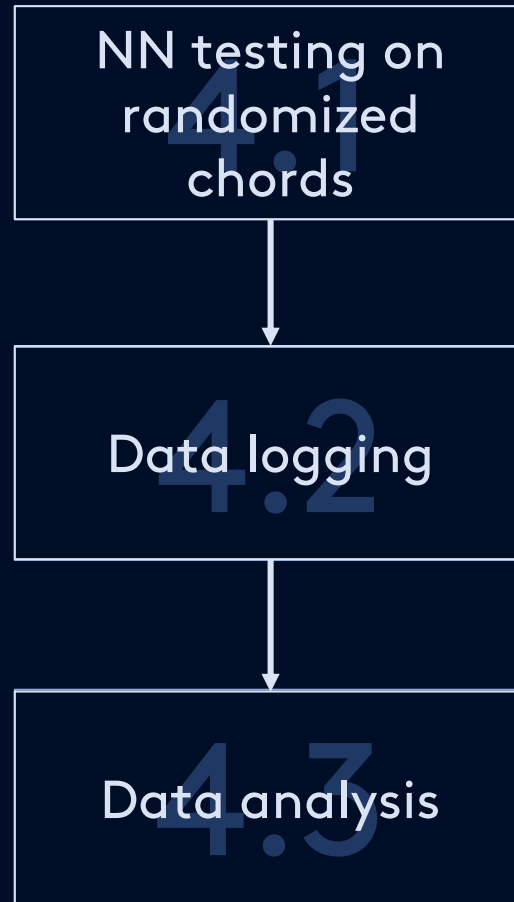 4.1
NN testing on
randomized
chords
4.2
Data logging
4.3
Data analysis